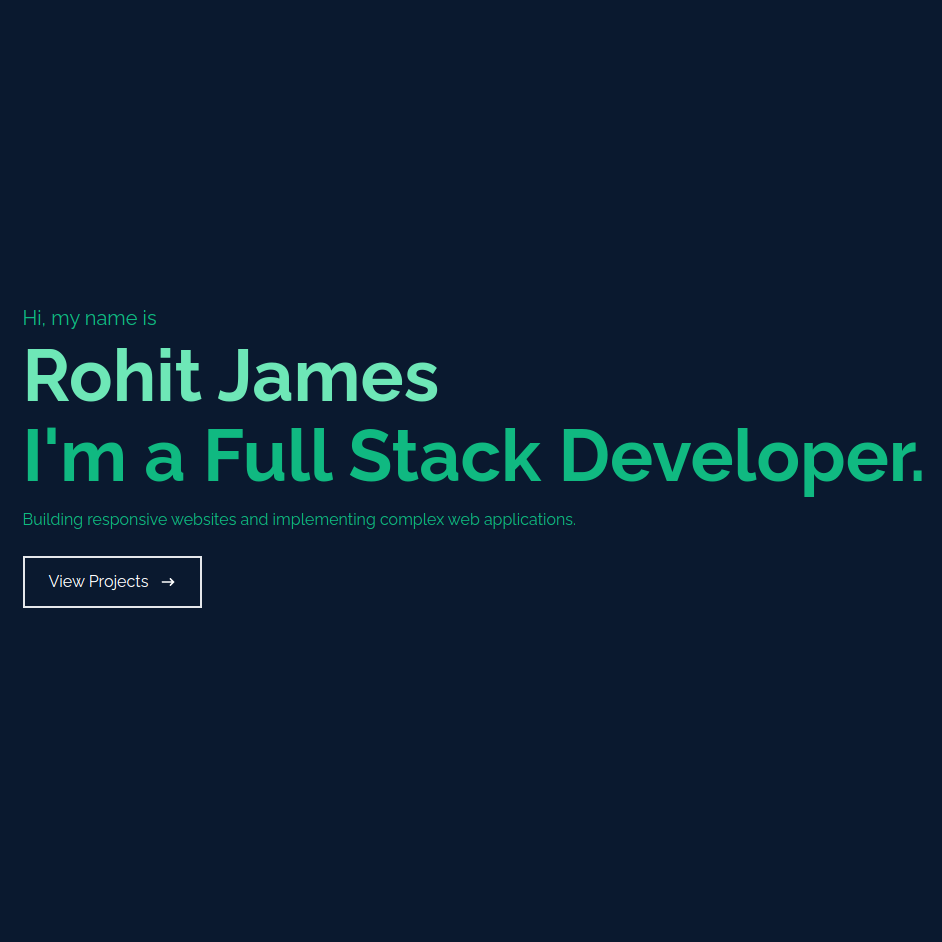 Hi, my name is
Rohit James
I'm a Full Stack Developer.
Building responsive websites and implementing complex web applications.
View Projects →